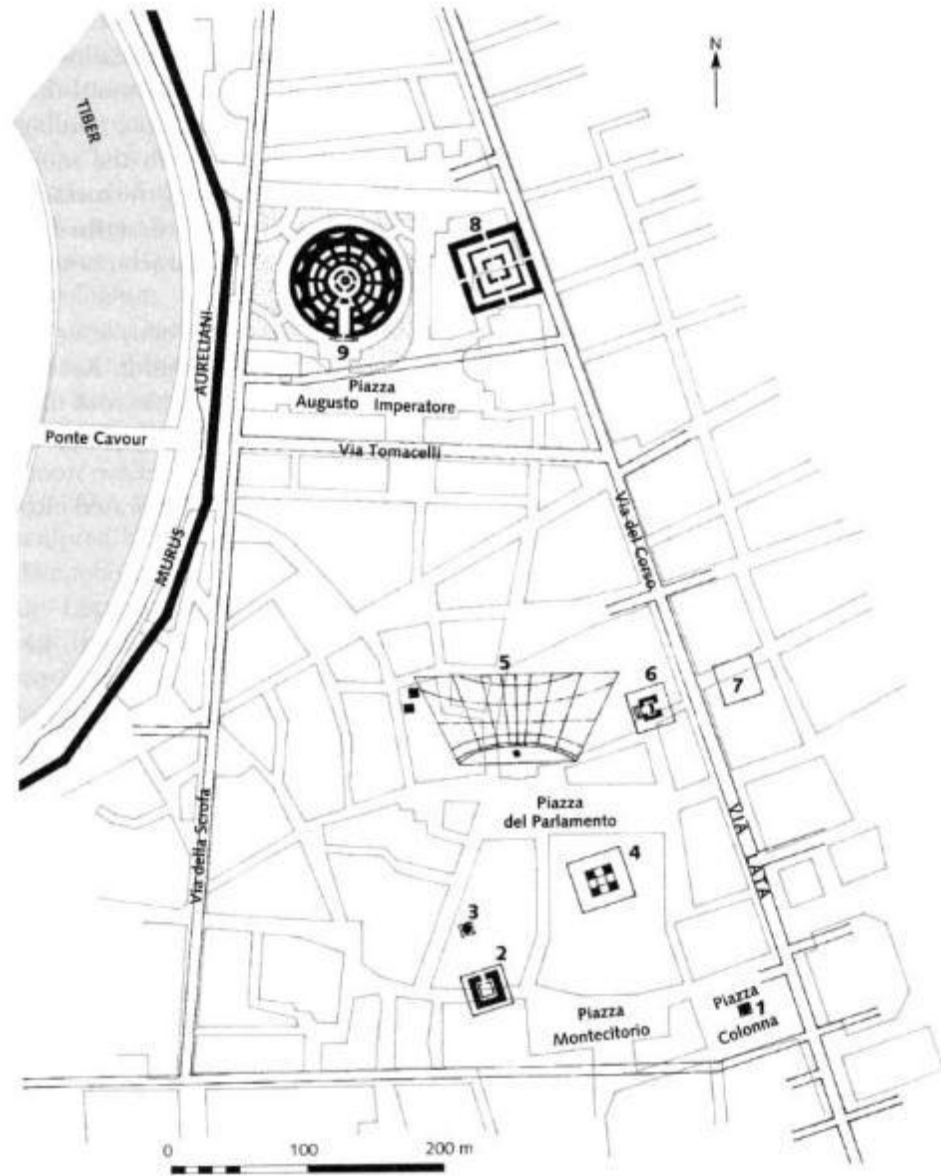 N
TIBER
8
AURELIANI
9
Piazza
Augusto Imperatore
Ponte Cavour
Via Tomacelli
Via del Corso
MURUS
5
6
7
Piazza
del Parlamento
VIA LATA
Via della Scrofa
4
3
2
Piazza
Montecitorio
Piazza
1
Colonna
0 100 200 m